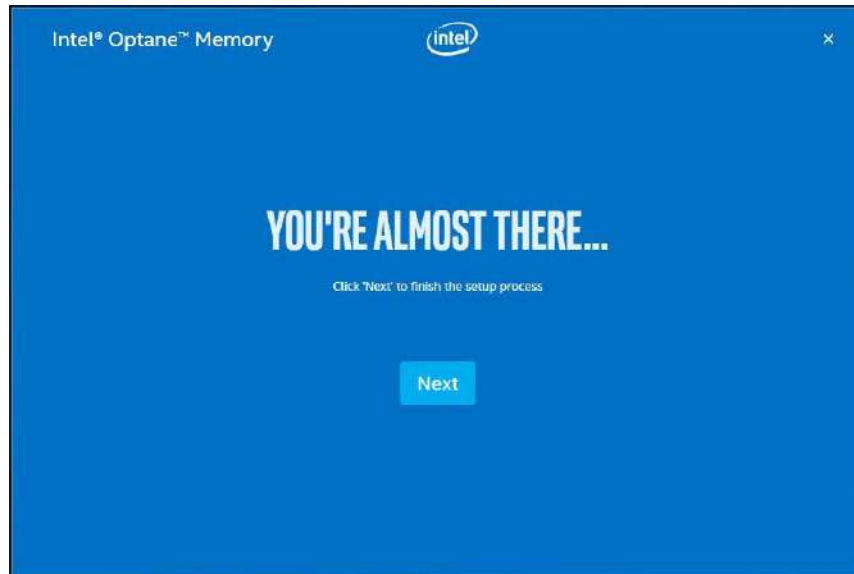 Intel® Optane™ Memory
intel
×
YOU'RE ALMOST THERE...
Click 'Next' to finish the setup process
Next